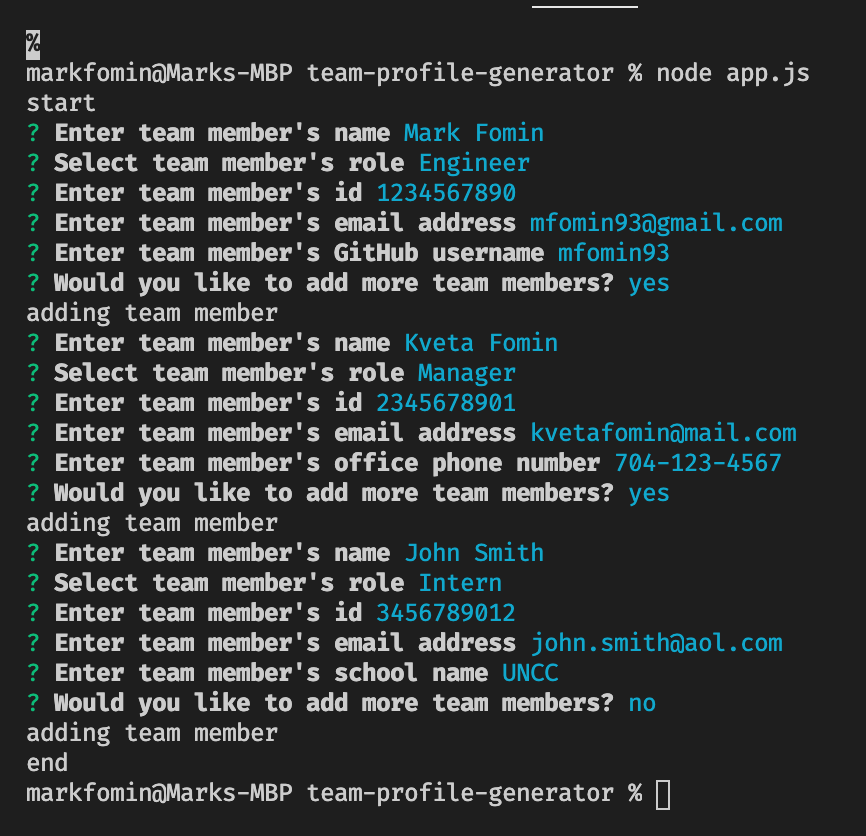 %
markfomin@Marks-MBP team-profile-generator % node app.js
start
? Enter team member's name Mark Fomin
? Select team member's role Engineer
? Enter team member's id 1234567890
? Enter team member's email address mfomin93@gmail.com
? Enter team member's GitHub username mfomin93
? Would you like to add more team members? yes
adding team member
? Enter team member's name Kveta Fomin
? Select team member's role Manager
? Enter team member's id 2345678901
? Enter team member's email address kvetafomin@mail.com
? Enter team member's office phone number 704-123-4567
? Would you like to add more team members? yes
adding team member
? Enter team member's name John Smith
? Select team member's role Intern
? Enter team member's id 3456789012
? Enter team member's email address john.smith@aol.com
? Enter team member's school name UNCC
? Would you like to add more team members? no
adding team member
end
markfomin@Marks-MBP team-profile-generator %